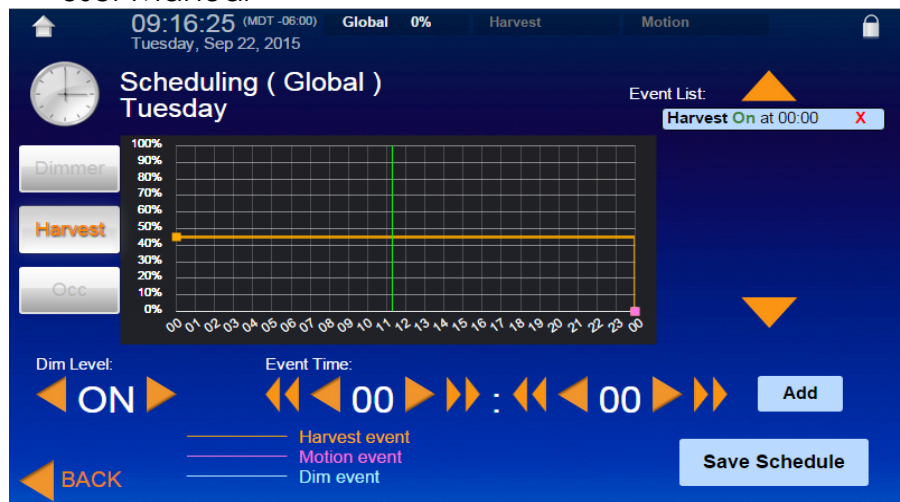 09:16:25 (MDT -06:00) Global 0% Harvest Motion
Tuesday, Sep 22, 2015
Scheduling ( Global )
Tuesday
Event List:
Harvest On at 00:00 X
Dimmer
Harvest
Occ
100%
90%
80%
70%
60%
50%
40%
30%
20%
10%
0%
00 01 02 03 04 05 06 07 08 09 10 11 12 13 14 15 16 17 18 19 20 21 22 23 00
Dim Level:
ON
Event Time:
00 : 00
Add
Harvest event
Motion event
Dim event
BACK
Save Schedule